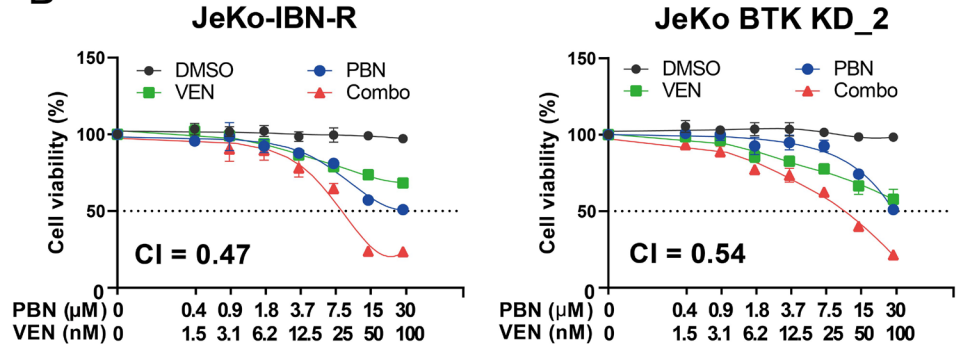 JeKo-IBN-R
Cell viability (%)
150
100
50
0
DMSO
VEN
PBN
Combo
CI = 0.47
PBN (µM) 0 0.4 0.9 1.8 3.7 7.5 15 30
VEN (nM) 0 1.5 3.1 6.2 12.5 25 50 100
JeKo BTK KD_2
Cell viability (%)
150
100
50
0
DMSO
VEN
PBN
Combo
CI = 0.54
PBN (µM) 0 0.4 0.9 1.8 3.7 7.5 15 30
VEN (nM) 0 1.5 3.1 6.2 12.5 25 50 100